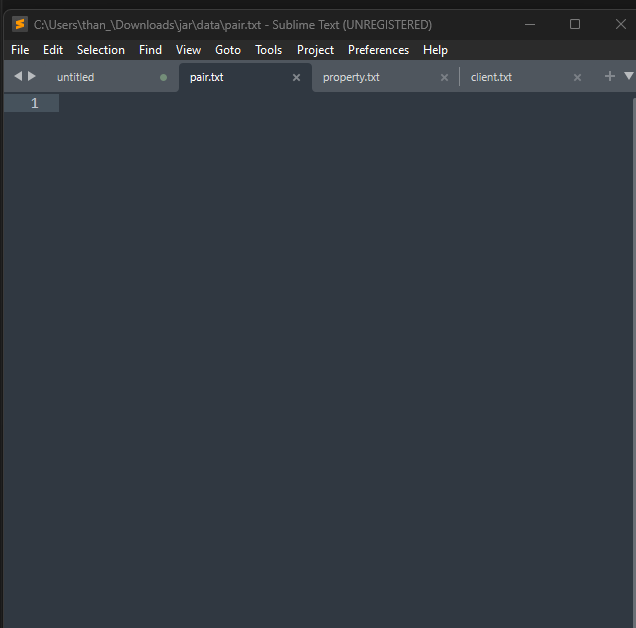 C:\Users\than_\Downloads\jar\data\pair.txt - Sublime Text (UNREGISTERED)
File Edit Selection Find View Goto Tools Project Preferences Help
untitled pair.txt property.txt client.txt
1